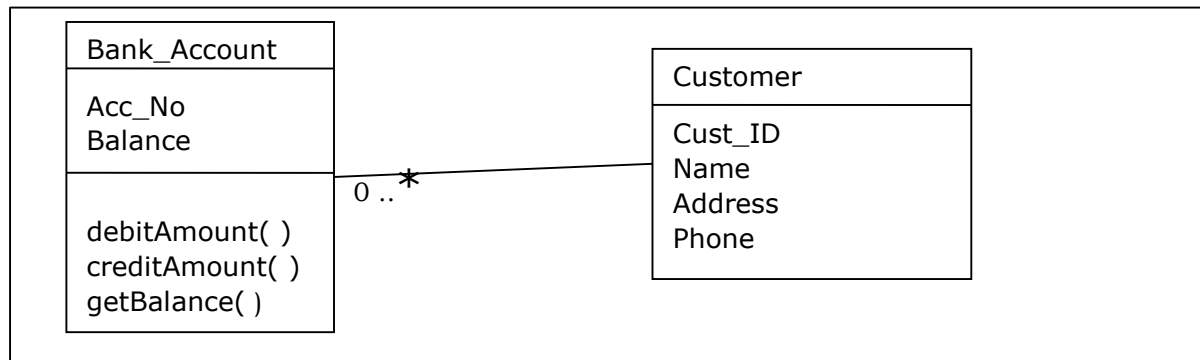 Bank_Account
Acc_No
Balance
debitAmount( )
creditAmount( )
getBalance( )
0 .. *
Customer
Cust_ID
Name
Address
Phone